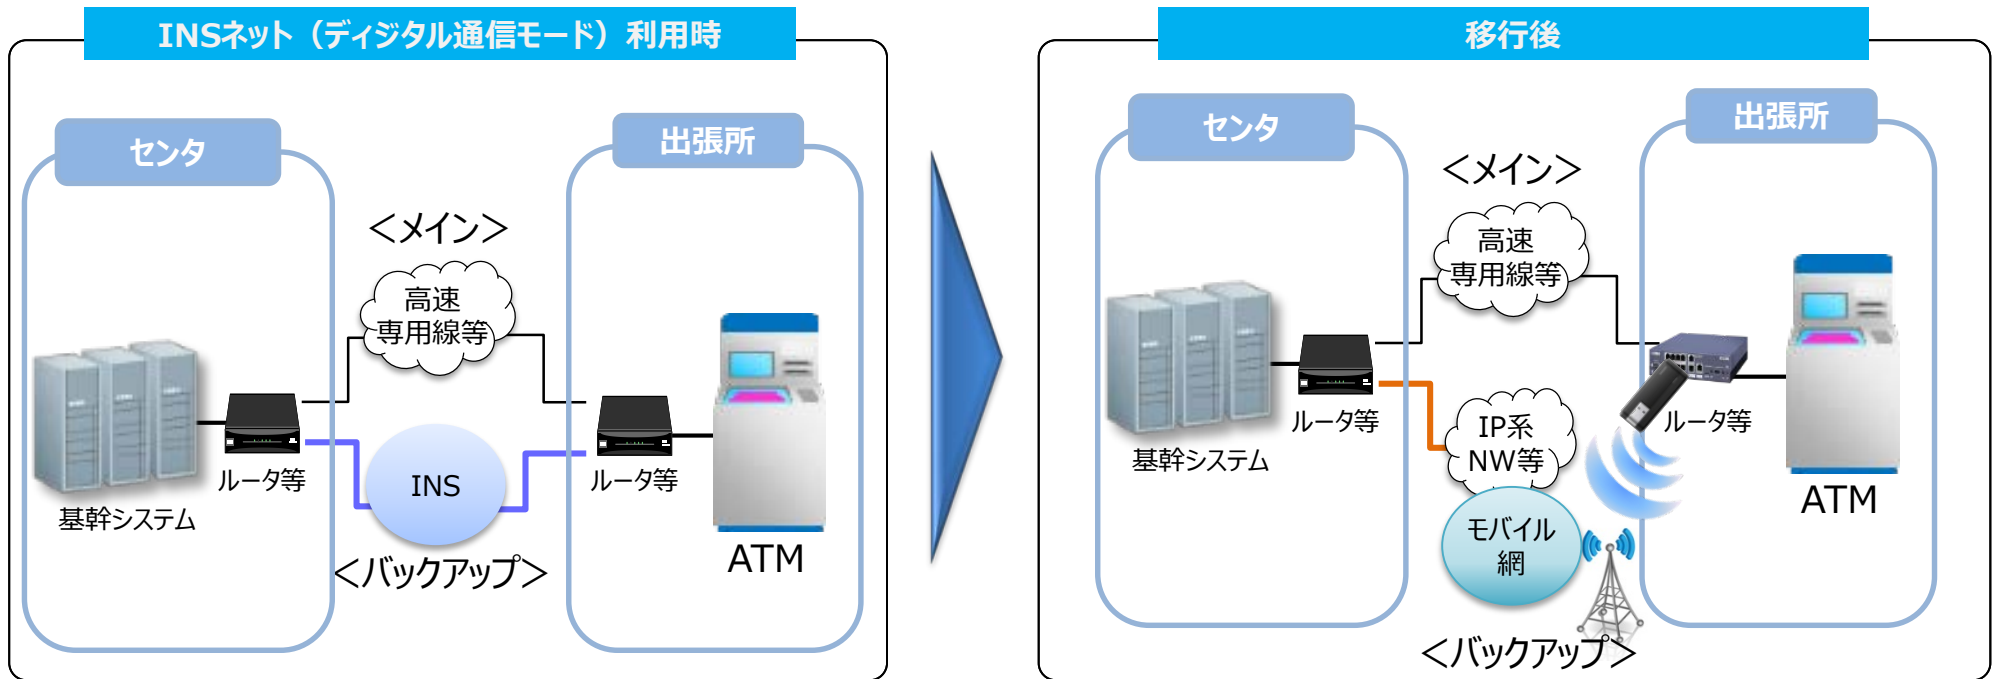 INSネット（ディジタル通信モード）利用時
センタ
出張所
＜メイン＞
高速
専用線等
ルータ等
INS
ルータ等
基幹システム
＜バックアップ＞
ATM
移行後
センタ
出張所
＜メイン＞
高速
専用線等
ルータ等
IP系
NW等
ルータ等
基幹システム
ATM
モバイル
網
＜バックアップ＞